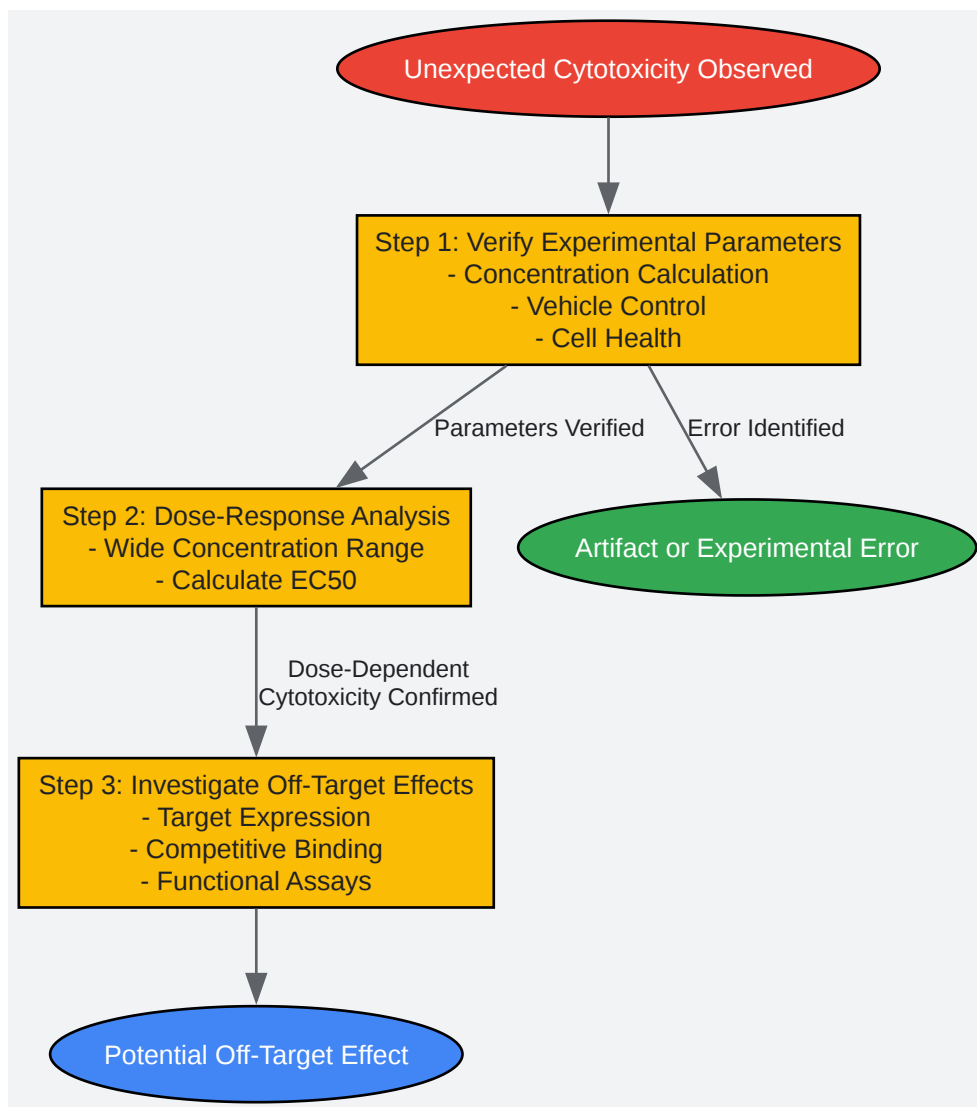 Unexpected Cytotoxicity Observed
Step 1: Verify Experimental Parameters
- Concentration Calculation
- Vehicle Control
- Cell Health
Parameters Verified
Error Identified
Step 2: Dose-Response Analysis
- Wide Concentration Range
- Calculate EC50
Artifact or Experimental Error
Dose-Dependent
Cytotoxicity Confirmed
Step 3: Investigate Off-Target Effects
- Target Expression
- Competitive Binding
- Functional Assays
Potential Off-Target Effect